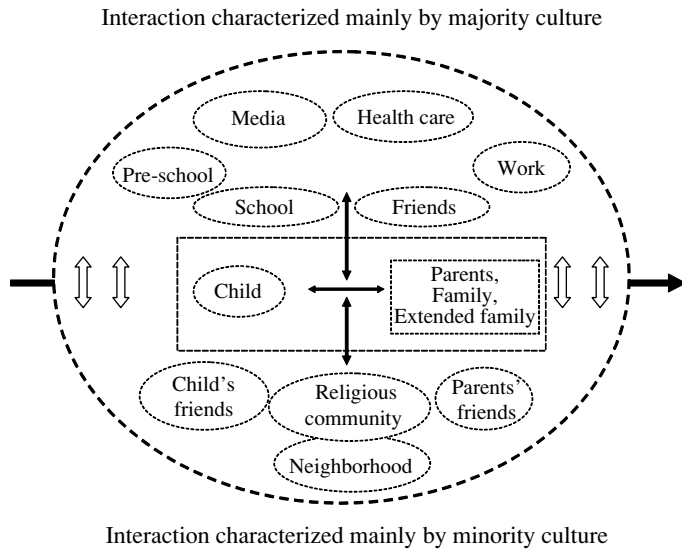 Interaction characterized mainly by majority culture
Media
Health care
Pre-school
Work
School
Friends
Child
Parents,
Family,
Extended family
Child's
friends
Religious
community
Parents'
friends
Neighborhood
Interaction characterized mainly by minority culture